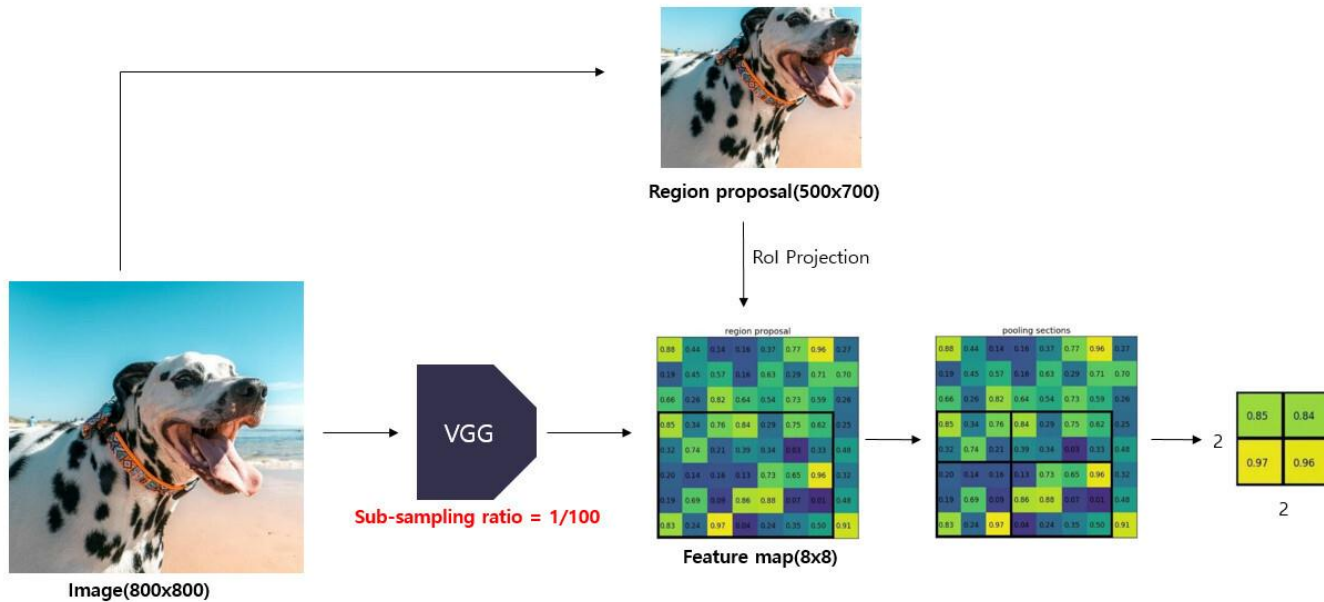 Region proposal(500x700)
RoI Projection
region proposal
0.88 0.44 0.14 0.16 0.37 0.77 0.96 0.27
0.19 0.45 0.57 0.16 0.63 0.29 0.71 0.70
0.66 0.26 0.82 0.64 0.54 0.73 0.59 0.26
0.85 0.34 0.76 0.84 0.29 0.75 0.62 0.25
0.32 0.74 0.21 0.39 0.34 0.03 0.33 0.48
0.20 0.14 0.16 0.13 0.73 0.65 0.96 0.32
0.19 0.69 0.09 0.86 0.88 0.07 0.01 0.48
0.83 0.24 0.97 0.04 0.24 0.35 0.50 0.91
Feature map(8x8)
pooling sections
0.88 0.44 0.14 0.16 0.37 0.77 0.96 0.27
0.19 0.45 0.57 0.16 0.63 0.29 0.71 0.70
0.66 0.26 0.82 0.64 0.54 0.73 0.59 0.26
0.85 0.34 0.76 0.84 0.29 0.75 0.62 0.25
0.32 0.74 0.21 0.39 0.34 0.03 0.33 0.48
0.20 0.14 0.16 0.13 0.73 0.65 0.96 0.32
0.19 0.69 0.09 0.86 0.88 0.07 0.01 0.48
0.83 0.24 0.97 0.04 0.24 0.35 0.50 0.91
VGG
Sub-sampling ratio = 1/100
Image(800x800)
2
0.85 0.84
0.97 0.96
2